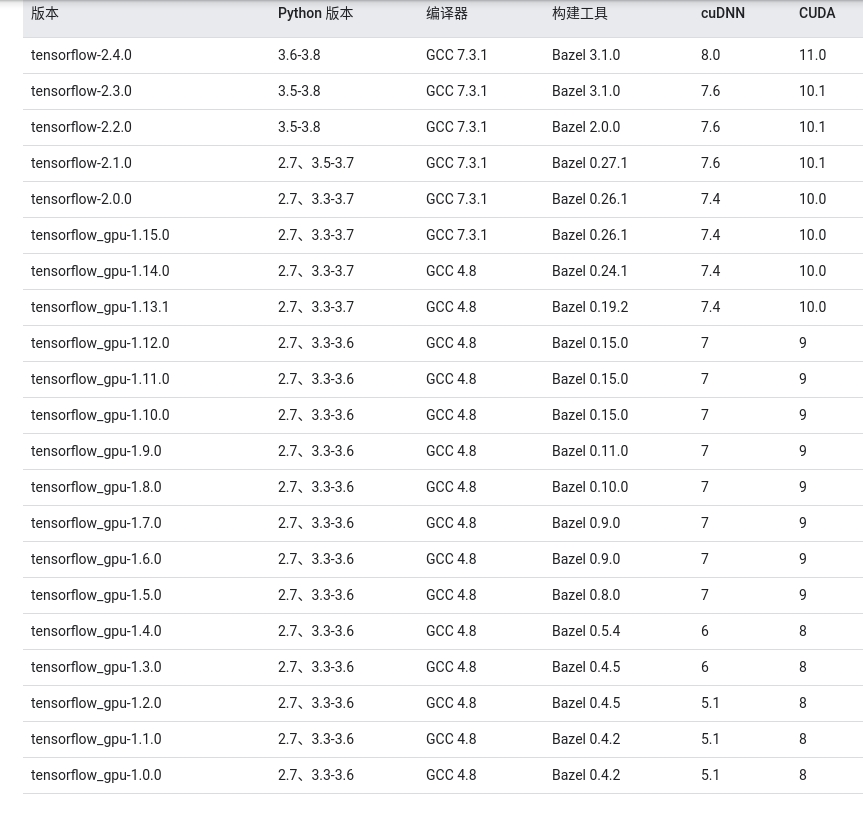 版本 Python 版本 编译器 构建工具 cuDNN CUDA
tensorflow-2.4.0 3.6-3.8 GCC 7.3.1 Bazel 3.1.0 8.0 11.0
tensorflow-2.3.0 3.5-3.8 GCC 7.3.1 Bazel 3.1.0 7.6 10.1
tensorflow-2.2.0 3.5-3.8 GCC 7.3.1 Bazel 2.0.0 7.6 10.1
tensorflow-2.1.0 2.7、3.5-3.7 GCC 7.3.1 Bazel 0.27.1 7.6 10.1
tensorflow-2.0.0 2.7、3.3-3.7 GCC 7.3.1 Bazel 0.26.1 7.4 10.0
tensorflow_gpu-1.15.0 2.7、3.3-3.7 GCC 7.3.1 Bazel 0.26.1 7.4 10.0
tensorflow_gpu-1.14.0 2.7、3.3-3.7 GCC 4.8 Bazel 0.24.1 7.4 10.0
tensorflow_gpu-1.13.1 2.7、3.3-3.7 GCC 4.8 Bazel 0.19.2 7.4 10.0
tensorflow_gpu-1.12.0 2.7、3.3-3.6 GCC 4.8 Bazel 0.15.0 7 9
tensorflow_gpu-1.11.0 2.7、3.3-3.6 GCC 4.8 Bazel 0.15.0 7 9
tensorflow_gpu-1.10.0 2.7、3.3-3.6 GCC 4.8 Bazel 0.15.0 7 9
tensorflow_gpu-1.9.0 2.7、3.3-3.6 GCC 4.8 Bazel 0.11.0 7 9
tensorflow_gpu-1.8.0 2.7、3.3-3.6 GCC 4.8 Bazel 0.10.0 7 9
tensorflow_gpu-1.7.0 2.7、3.3-3.6 GCC 4.8 Bazel 0.9.0 7 9
tensorflow_gpu-1.6.0 2.7、3.3-3.6 GCC 4.8 Bazel 0.9.0 7 9
tensorflow_gpu-1.5.0 2.7、3.3-3.6 GCC 4.8 Bazel 0.8.0 7 9
tensorflow_gpu-1.4.0 2.7、3.3-3.6 GCC 4.8 Bazel 0.5.4 6 8
tensorflow_gpu-1.3.0 2.7、3.3-3.6 GCC 4.8 Bazel 0.4.5 6 8
tensorflow_gpu-1.2.0 2.7、3.3-3.6 GCC 4.8 Bazel 0.4.5 5.1 8
tensorflow_gpu-1.1.0 2.7、3.3-3.6 GCC 4.8 Bazel 0.4.2 5.1 8
tensorflow_gpu-1.0.0 2.7、3.3-3.6 GCC 4.8 Bazel 0.4.2 5.1 8